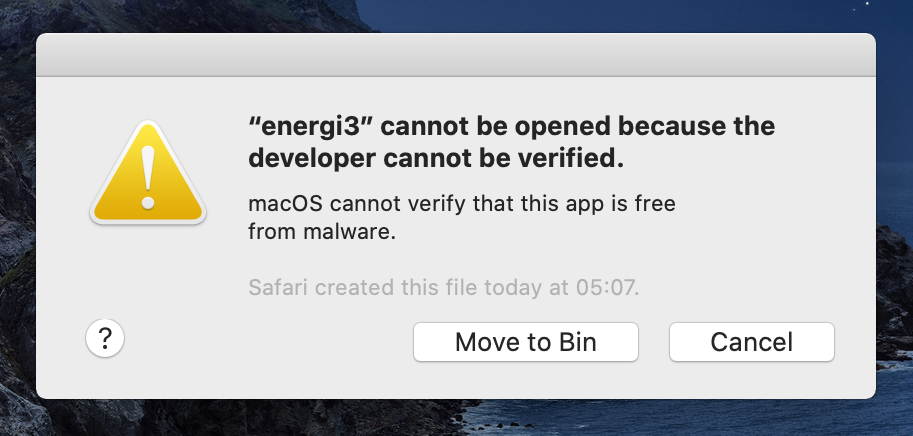 “energi3” cannot be opened because the
developer cannot be verified.
macOS cannot verify that this app is free
from malware.
Safari created this file today at 05:07.
?
Move to Bin
Cancel